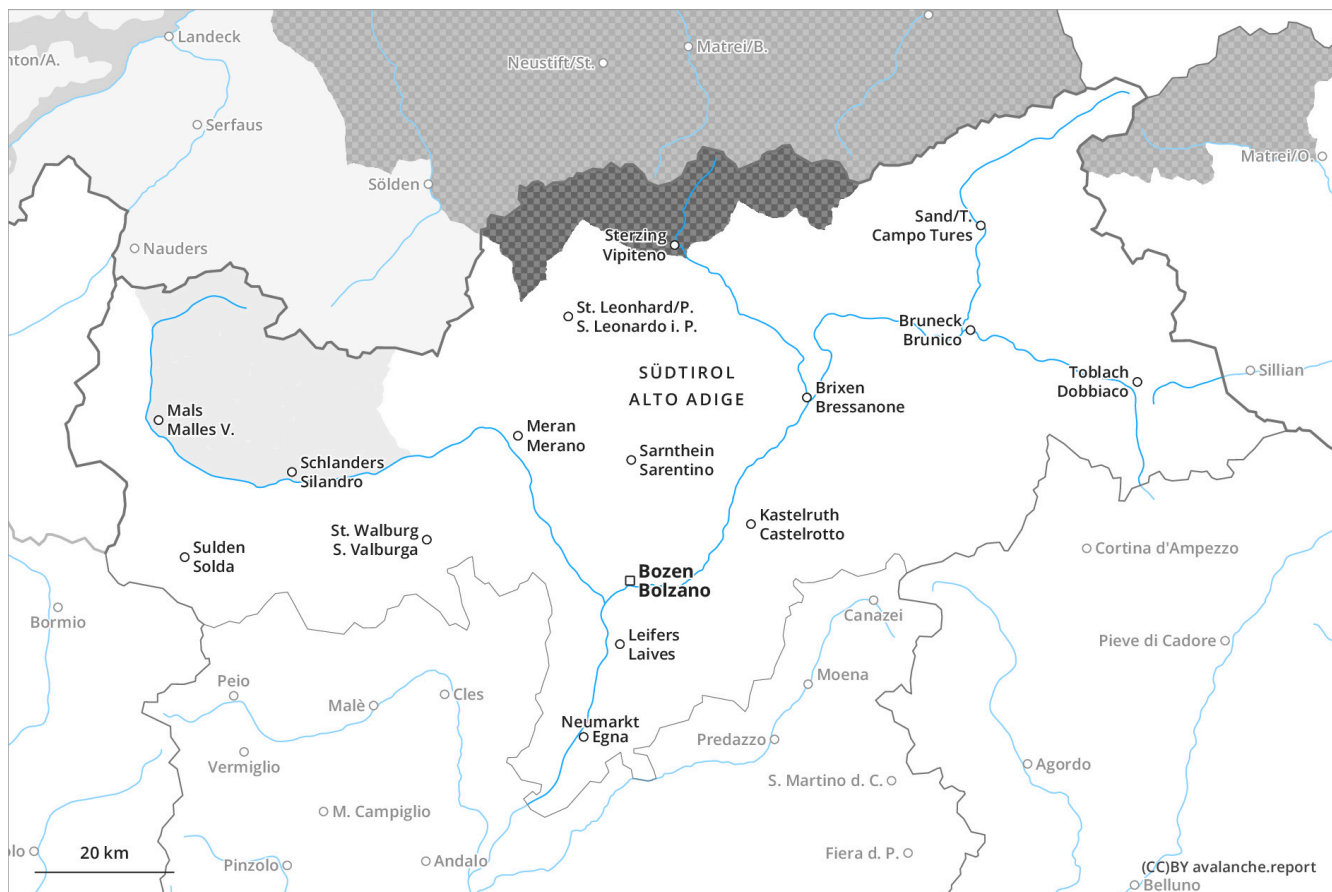 Landeck
nton/A.
Matrei/B.
Neustift/St.
Serfaus
Matrei/O.
Sölden
Sand/T.
Campo Tures
Sterzing
Vipiteno
Nauders
St. Leonhard/P.
S. Leonardo i. P.
Bruneck
Brunico
SÜDTIROL
ALTO ADIGE
Toblach
Dobbiaco
Sillian
Brixen
Bressanone
Mals
Malles V.
Meran
Merano
Sarnthein
Sarentino
Schlanders
Silandro
Kastelruth
Castelrotto
St. Walburg
S. Valburga
Sulden
Solda
Cortina d'Ampezzo
Bozen
Bolzano
Bormio
Canazei
Leifers
Laives
Pieve di Cadore
Moena
Peio
Cles
Malè
Neumarkt
Egna
Predazzo
Vermiglio
Agordo
S. Martino d. C.
M. Campiglio
olo
20 km
Pinzolo
Andalo
Fiera d. P.
(CC)BY avalanche.report
Belluno